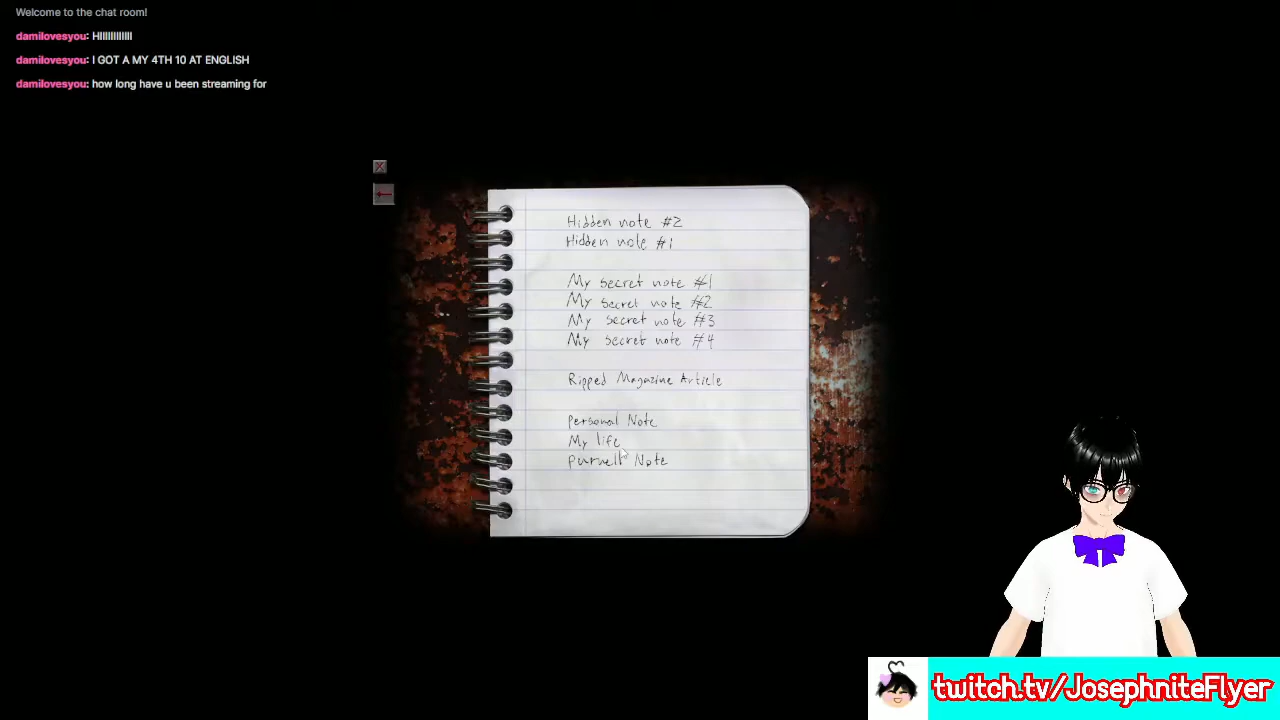 Welcome to the chat room!
damilovesyou: HIIIIIIIIIIII
damilovesyou: I GOT A MY 4TH 10 AT ENGLISH
damilovesyou: how long have u been streaming for
Hidden note #2
Hidden note #1
My secret note #1
My secret note #2
My secret note #3
My secret note #4
Ripped Magazine Article
Personal Note
My life
Purnell Note
twitch.tv/JosephniteFlyer